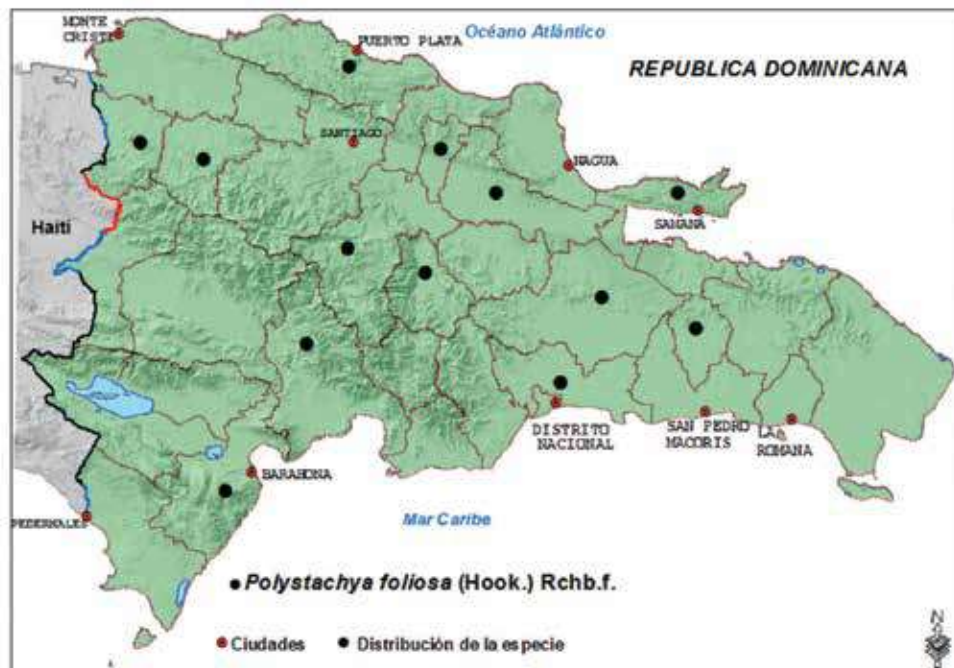 MONTE
CRISTI
PUERTO PLATA
Océano Atlántico
REPUBLICA DOMINICANA
SANTIAGO
NAGUA
SAMANA
Haití
DISTRITO
NACIONAL
SAN PEDRO
MACORIS
LA
ROMANA
BARAHONA
PEDERNALES
Mar Caribe
Polystachya foliosa (Hook.) Rchb.f.
Ciudades
Distribución de la especie
N